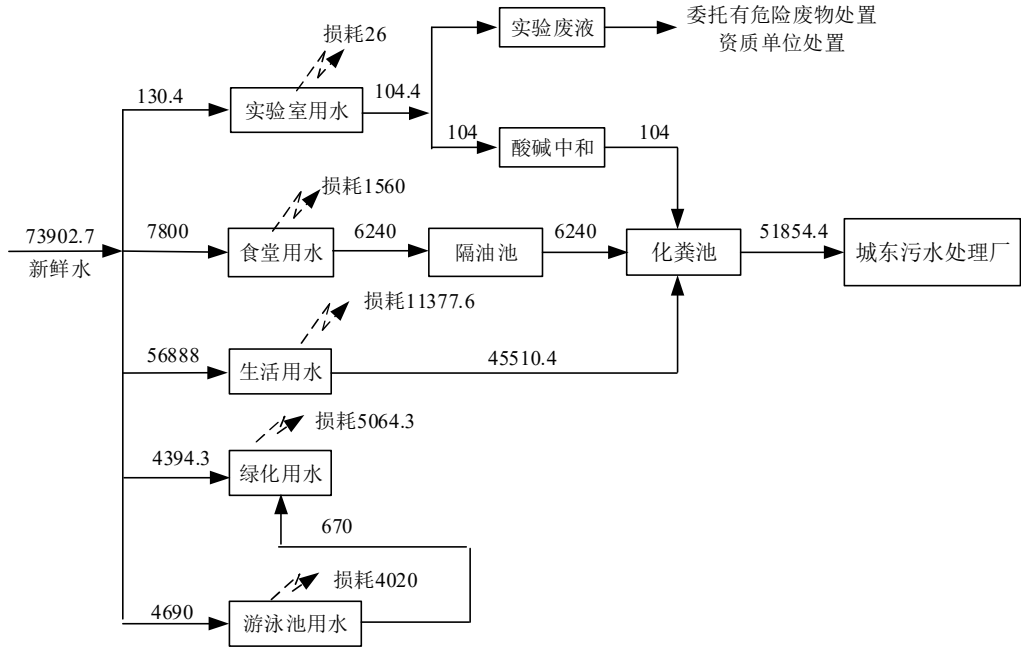 损耗26
实验废液
委托有危险废物处置
资质单位处置
130.4
实验室用水
104.4
104
酸碱中和
104
损耗1560
73902.7
新鲜水
7800
食堂用水
6240
隔油池
6240
化粪池
51854.4
城东污水处理厂
损耗11377.6
56888
生活用水
45510.4
损耗5064.3
4394.3
绿化用水
670
损耗4020
4690
游泳池用水